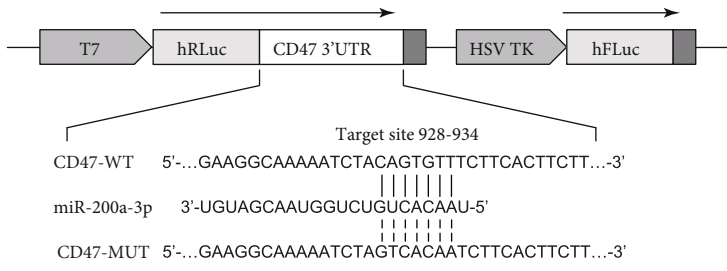 T7 hRLuc CD47 3'UTR HSV TK hFLuc
Target site 928-934
CD47-WT 5'-...GAAGGCAAAAATCTACAGTGTTTCTTCACTTCTT...-3'
miR-200a-3p 3'-UGUAGCAAUGGUCUGUCACAAU-5'
CD47-MUT 5'-...GAAGGCAAAAATCTAGTCACAATCTTCACTTCTT...-3'